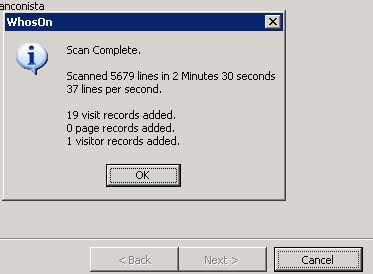 anconista
WhosOn
Scan Complete.
Scanned 5679 lines in 2 Minutes 30 seconds
37 lines per second.
19 visit records added.
0 page records added.
1 visitor records added.
OK
< Back
Next >
Cancel